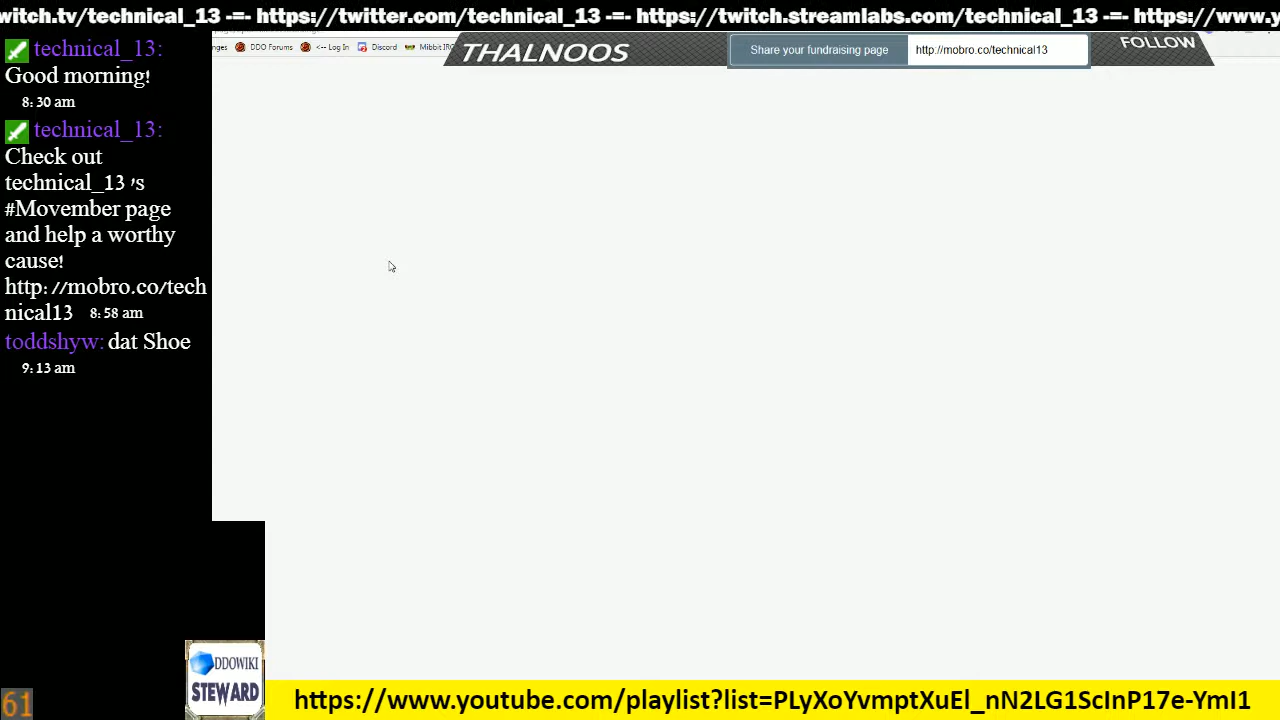 witch.tv/technical_13 -=- https://twitter.com/technical_13 -=- https://twitch.streamlabs.com/technical_13 -=- https://www.y
nges DDO Forums <-- Log In Discord Mibbit IRC
THALNOOS
Share your fundraising page http://mobro.co/technical13
FOLLOW
technical_13:
Good morning!
8:30 am
technical_13:
Check out
technical_13 's
#Movember page
and help a worthy
cause!
http://mobro.co/tech
nical13 8:58 am
toddshyw: dat Shoe
9:13 am
DDOWIKI
STEWARD
61
https://www.youtube.com/playlist?list=PLyXoYvmptXuEl_nN2LG1ScInP17e-YmI1